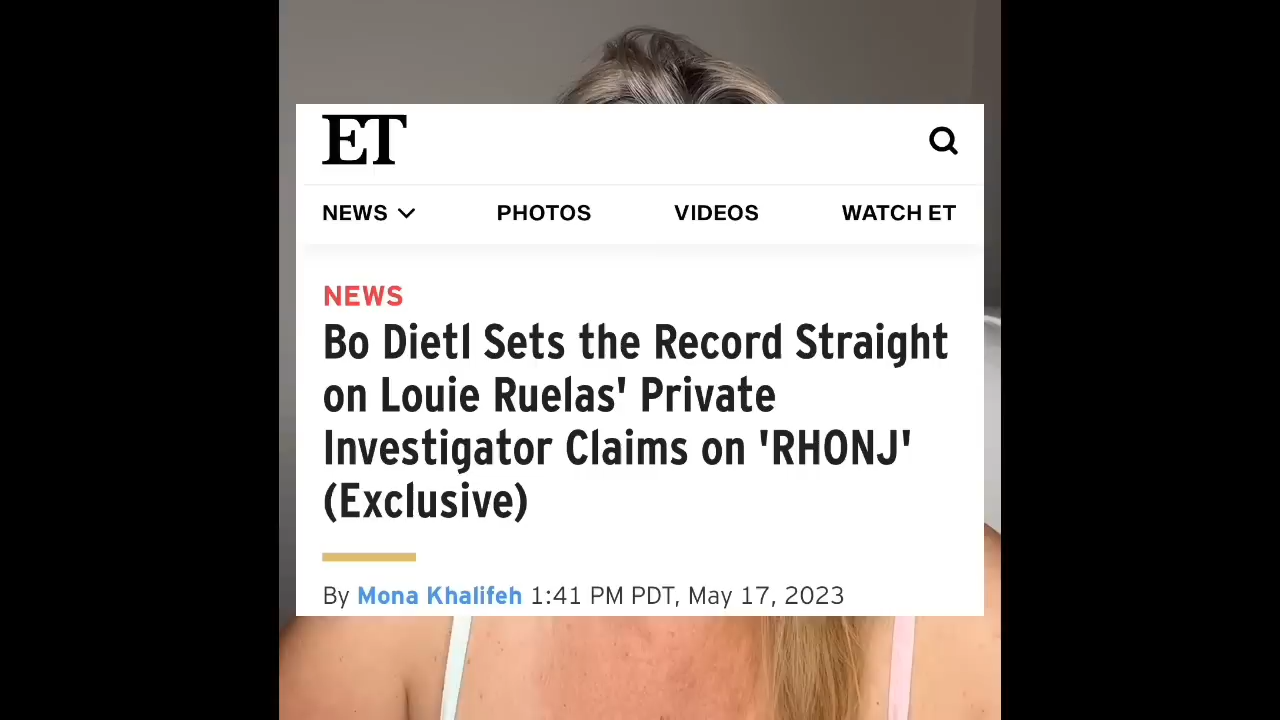 ET
NEWS
PHOTOS
VIDEOS
WATCH ET
NEWS
Bo Dietl Sets the Record Straight
on Louie Ruelas' Private
Investigator Claims on 'RHONJ'
(Exclusive)
By Mona Khalifeh 1:41 PM PDT, May 17, 2023